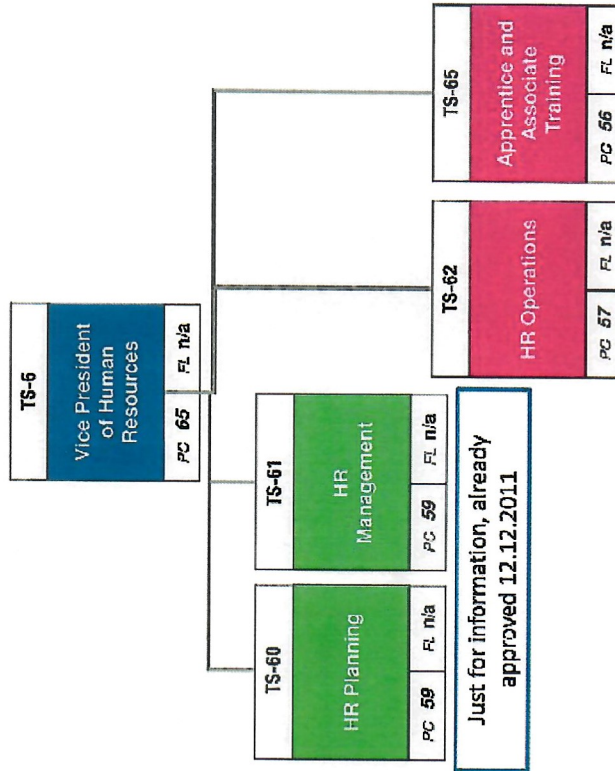 TS-6
Vice President
of Human
Resources
PC 65 FL n/a
TS-60
HR Planning
PC 59 FL n/a
TS-61
HR
Management
PC 59 FL n/a
TS-62
HR Operations
PC 57 FL n/a
TS-65
Apprentice and
Associate
Training
PC 56 FL n/a
Just for information, already
approved 12.12.2011